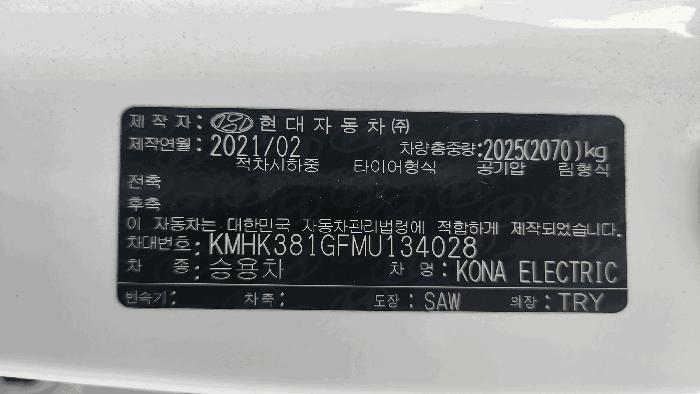 제작자: 현대자동차(주)
제작연월: 2021/02 차량총중량:2025(2070)kg
적차시하중 타이어형식 공기압 림형식
전축
후축
이 자동차는 대한민국 자동차관리법령에 적합하게 제작되었습니다.
차대번호: KMHK381GFMU134028
차 종: 승용차 차 명: KONA ELECTRIC
변속기: 차축: 도장: SAW 의장: TRY